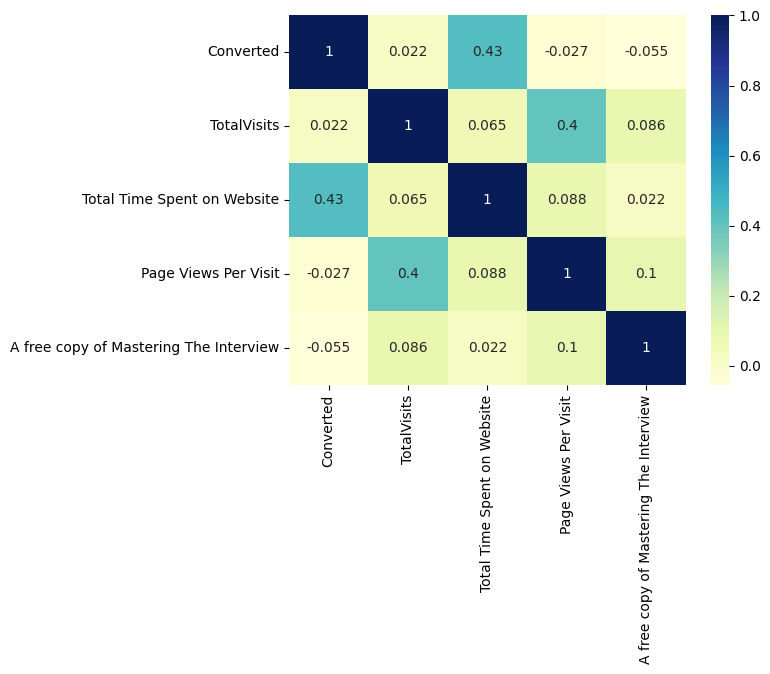 Converted 1 0.022 0.43 -0.027 -0.055
TotalVisits 0.022 1 0.065 0.4 0.086
Total Time Spent on Website 0.43 0.065 1 0.088 0.022
Page Views Per Visit -0.027 0.4 0.088 1 0.1
A free copy of Mastering The Interview -0.055 0.086 0.022 0.1 1
Converted
TotalVisits
Total Time Spent on Website
Page Views Per Visit
A free copy of Mastering The Interview
1.0
0.8
0.6
0.4
0.2
0.0